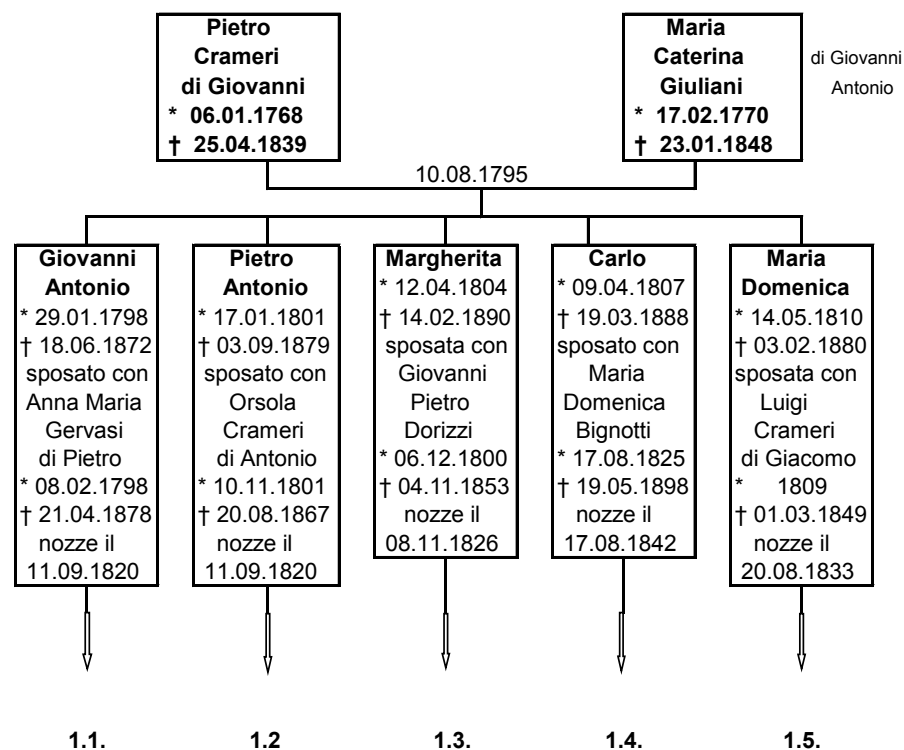 Pietro
Crameri
di Giovanni
* 06.01.1768
† 25.04.1839
Maria
Caterina
Giuliani
* 17.02.1770
† 23.01.1848
di Giovanni
Antonio
10.08.1795
Giovanni
Antonio
* 29.01.1798
† 18.06.1872
sposato con
Anna Maria
Gervasi
di Pietro
* 08.02.1798
† 21.04.1878
nozze il
11.09.1820
Pietro
Antonio
* 17.01.1801
† 03.09.1879
sposato con
Orsola
Crameri
di Antonio
* 10.11.1801
† 20.08.1867
nozze il
11.09.1820
Margherita
* 12.04.1804
† 14.02.1890
sposata con
Giovanni
Pietro
Dorizzi
* 06.12.1800
† 04.11.1853
nozze il
08.11.1826
Carlo
* 09.04.1807
† 19.03.1888
sposato con
Maria
Domenica
Bignotti
* 17.08.1825
† 19.05.1898
nozze il
17.08.1842
Maria
Domenica
* 14.05.1810
† 03.02.1880
sposata con
Luigi
Crameri
di Giacomo
* 1809
† 01.03.1849
nozze il
20.08.1833
1.1.
1.2
1.3.
1.4.
1.5.